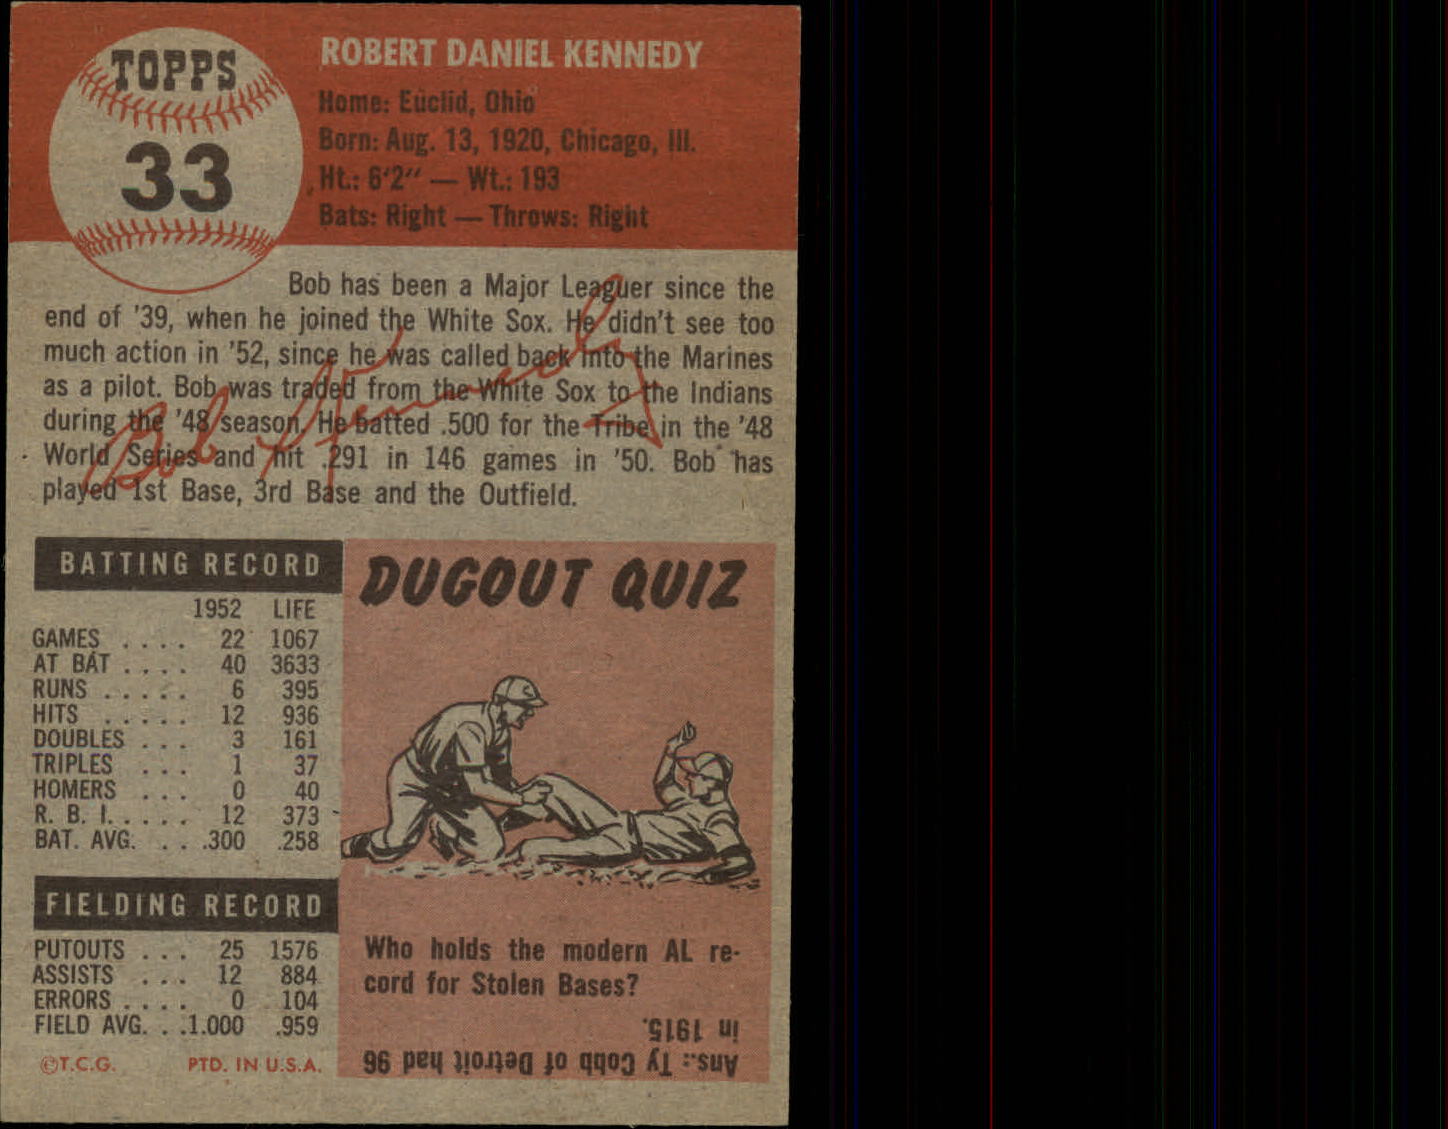 TOPPS
33
ROBERT DANIEL KENNEDY
Home: Euclid, Ohio
Born: Aug. 13, 1920, Chicago, Ill.
Ht.: 6'2" — Wt.: 193
Bats: Right — Throws: Right
Bob has been a Major Leaguer since the
end of '39, when he joined the White Sox. He didn't see too
much action in '52, since he was called back into the Marines
as a pilot. Bob was traded from the White Sox to the Indians
during the '48 season. He batted .500 for the Tribe in the '48
World Series and hit .291 in 146 games in '50. Bob has
played 1st Base, 3rd Base and the Outfield.
Bob Kennedy
BATTING RECORD
1952 LIFE
GAMES .... 22 1067
AT BAT .... 40 3633
RUNS ..... 6 395
HITS ..... 12 936
DOUBLES ... 3 161
TRIPLES ... 1 37
HOMERS ... 0 40
R. B. I. .... 12 373
BAT. AVG. ...300 .258
FIELDING RECORD
PUTOUTS ... 25 1576
ASSISTS ... 12 884
ERRORS .... 0 104
FIELD AVG. ..1.000 .959
©T.C.G. PTD. IN U.S.A.
DUGOUT QUIZ
C
Who holds the modern AL re-
cord for Stolen Bases?
Ans.: Ty Cobb of Detroit had 96
in 1915.